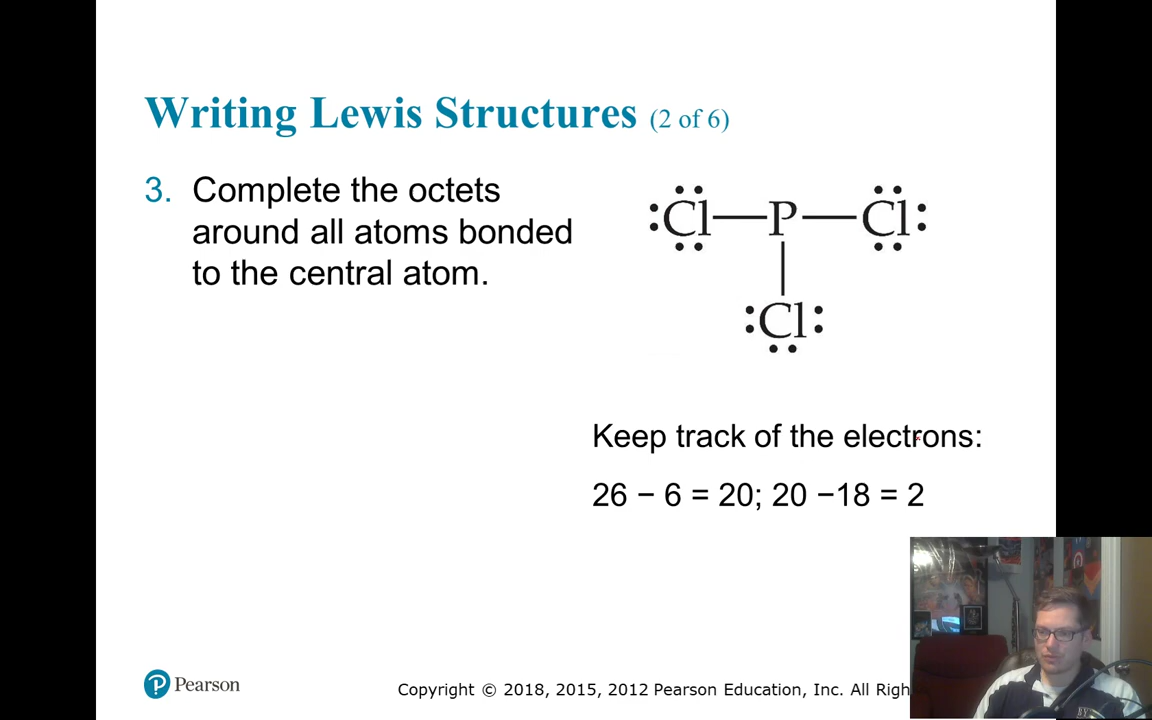 Writing Lewis Structures (2 of 6)
3. Complete the octets
around all atoms bonded
to the central atom.
:Cl—P—Cl:
:Cl:
Keep track of the electrons:
26 − 6 = 20; 20 −18 = 2
Pearson
Copyright © 2018, 2015, 2012 Pearson Education, Inc. All